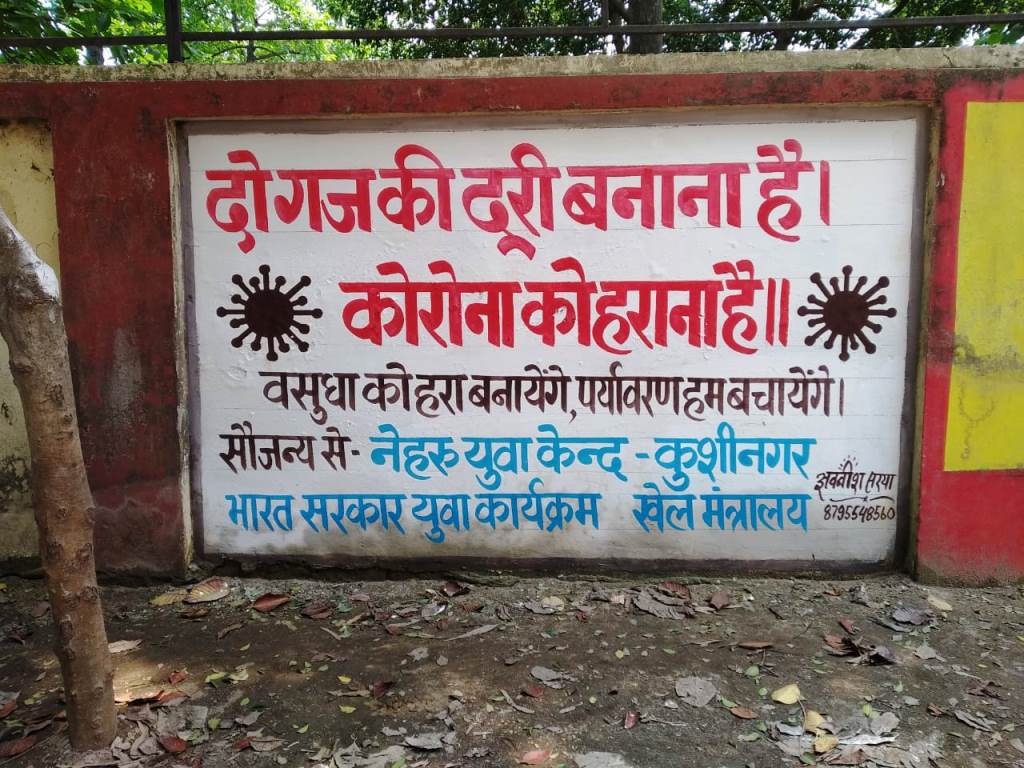 दो गज की दूरी बनाना है।
कोरोना को हराना है॥
वसुधा को हरा बनायेंगे, पर्यावरण हम बचायेंगे।
सौजन्य से - नेहरु युवा केन्द - कुशीनगर
भारत सरकार युवा कार्यक्रम खेल मंत्रालय
8795548560